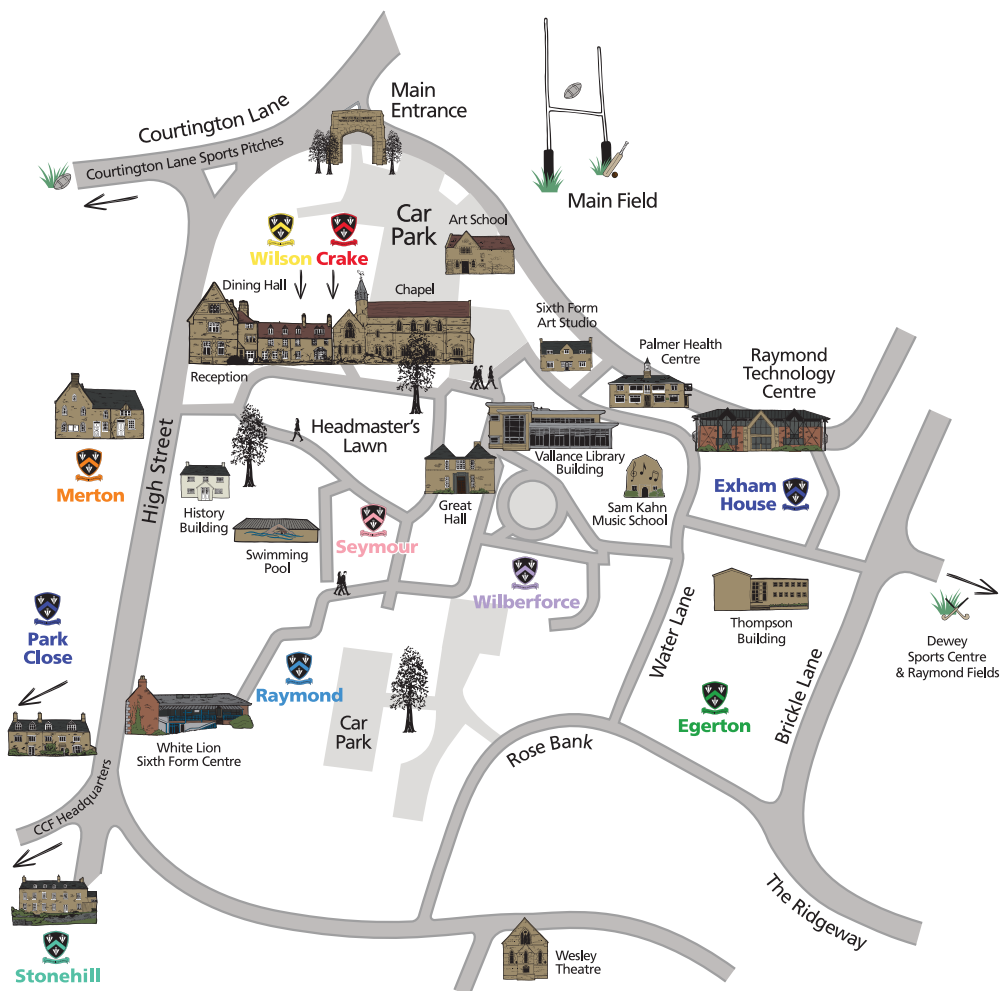 Main
Entrance
Courtington Lane
Courtington Lane Sports Pitches
Main Field
Car
Park
Art School
Wilson
Crake
Dining Hall
Chapel
Sixth Form
Art Studio
Palmer Health
Centre
Raymond
Technology
Centre
Reception
Headmaster's
Lawn
Vallance Library
Building
High Street
Merton
History
Building
Great
Hall
Sam Kahn
Music School
Exham
House
Swimming
Pool
Seymour
Wilberforce
Thompson
Building
Water Lane
Dewey
Sports Centre
& Raymond Fields
Park
Close
Raymond
Brickle Lane
Egerton
Car
Park
White Lion
Sixth Form Centre
Rose Bank
CCF Headquarters
The Ridgeway
Wesley
Theatre
Stonehill